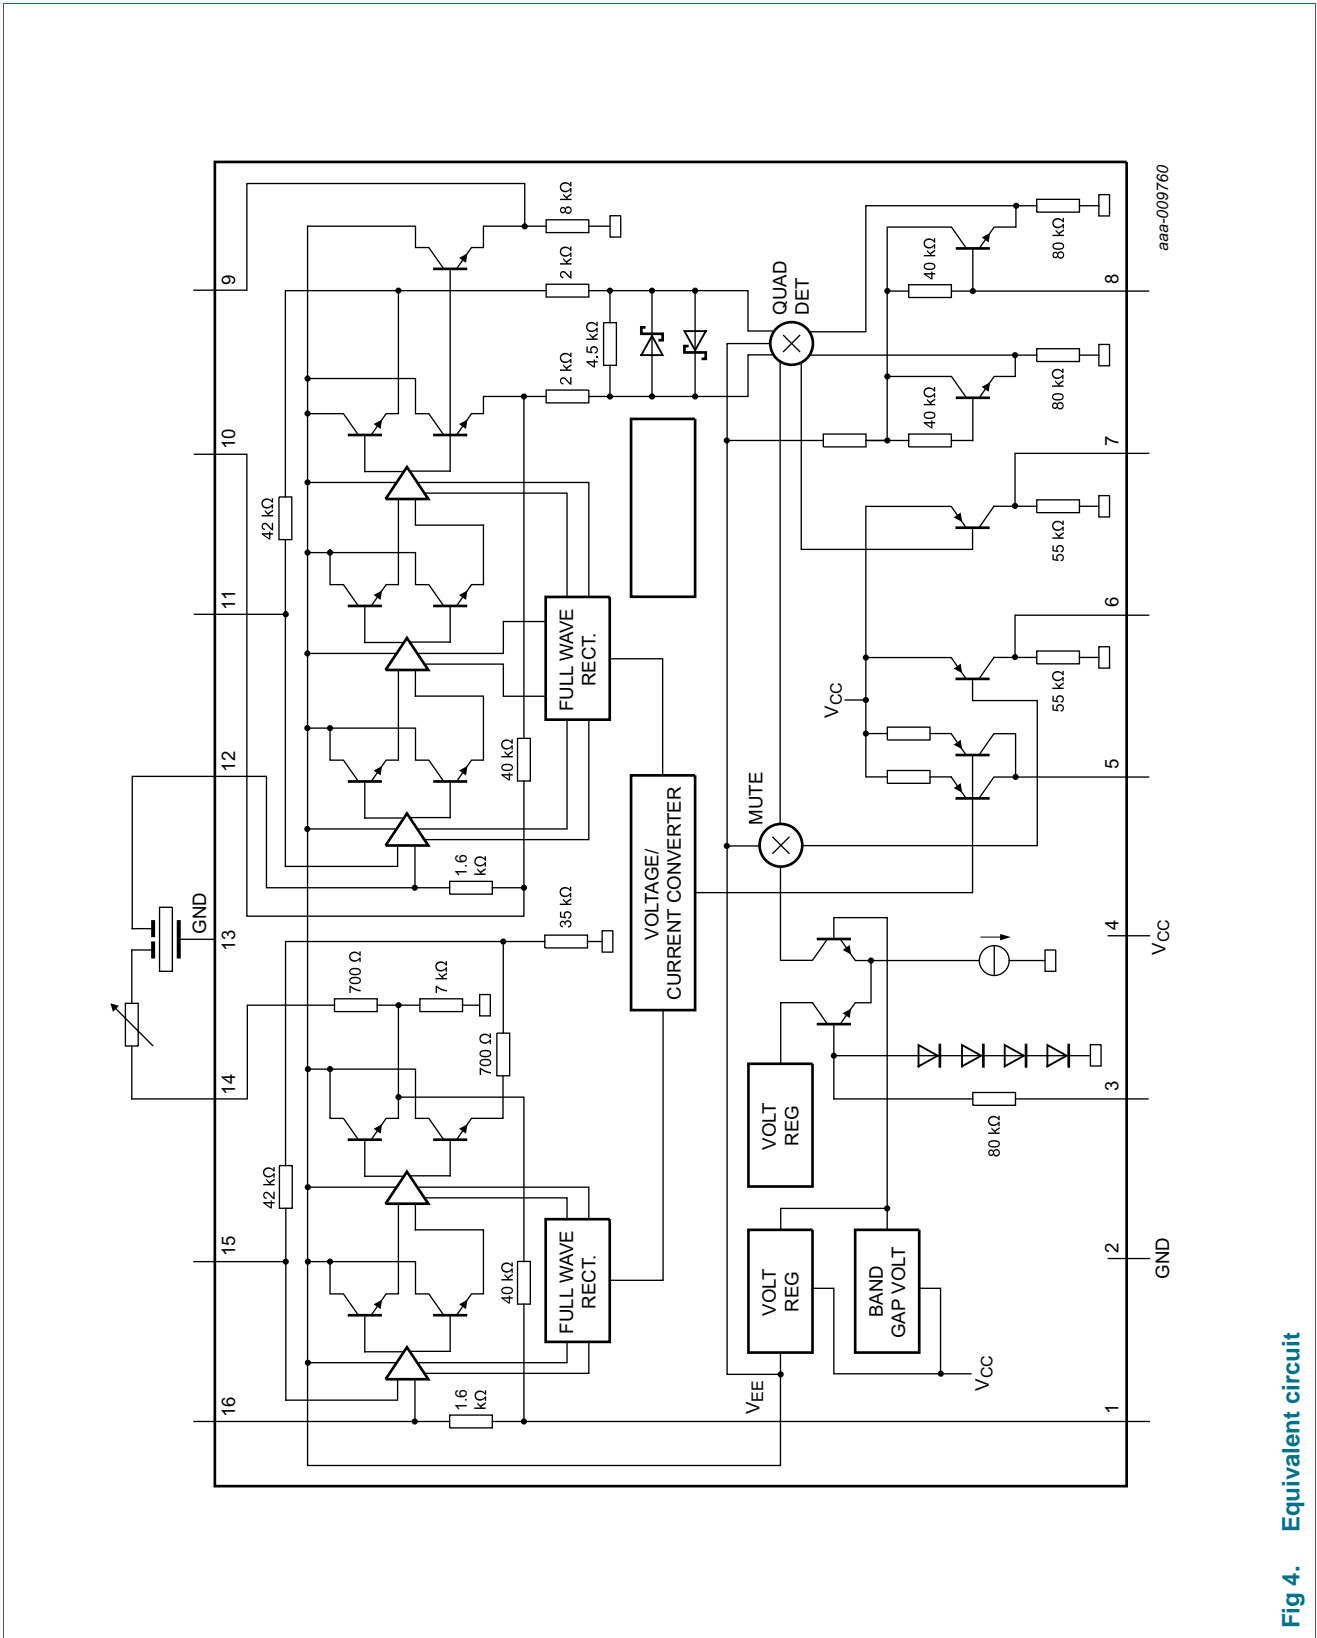 16
15
14
13
GND
12
11
10
9
42 kΩ
42 kΩ
700 Ω
7 kΩ
700 Ω
35 kΩ
1.6
kΩ
40 kΩ
1.6
kΩ
40 kΩ
8 kΩ
2 kΩ
4.5 kΩ
2 kΩ
FULL WAVE
RECT.
FULL WAVE
RECT.
VOLTAGE/
CURRENT CONVERTER
QUAD
DET
MUTE
VOLT
REG
VOLT
REG
BAND
GAP VOLT
VEE
VCC
VCC
40 kΩ
40 kΩ
80 kΩ
80 kΩ
55 kΩ
55 kΩ
80 kΩ
1
2
GND
3
4
VCC
5
6
7
8
aaa-009760
Fig 4. Equivalent circuit